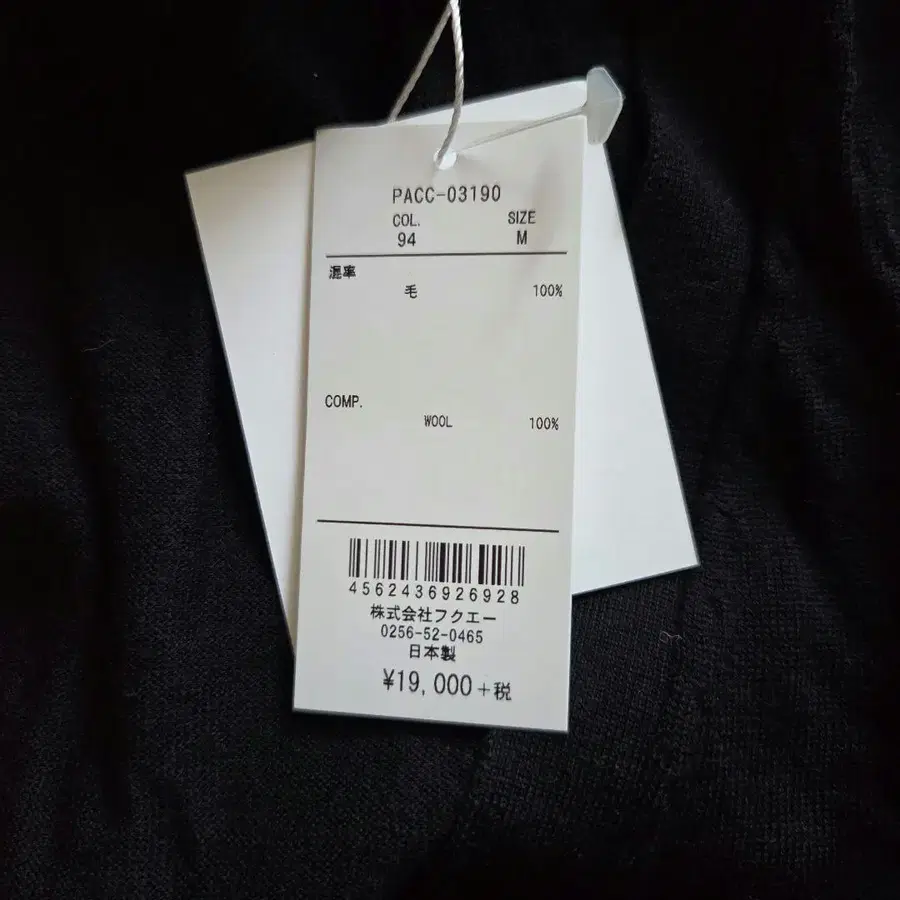 PACC-03190
COL. SIZE
94 M
混率
毛 100%
COMP.
WOOL 100%
4562436926928
株式会社フクエー
0256-52-0465
日本製
¥19,000+税